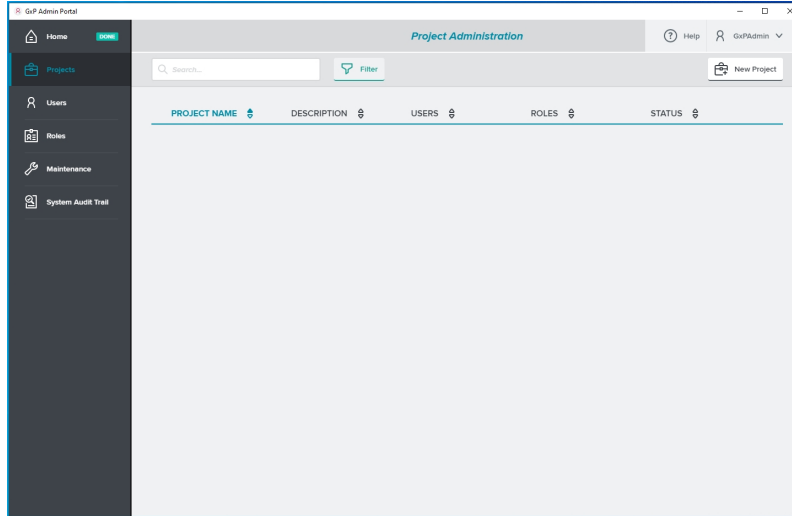 GxP Admin Portal
Home DONE
Project Administration
Help
GxPAdmin
Projects
Search...
Filter
New Project
Users
PROJECT NAME DESCRIPTION USERS ROLES STATUS
Roles
Maintenance
System Audit Trail